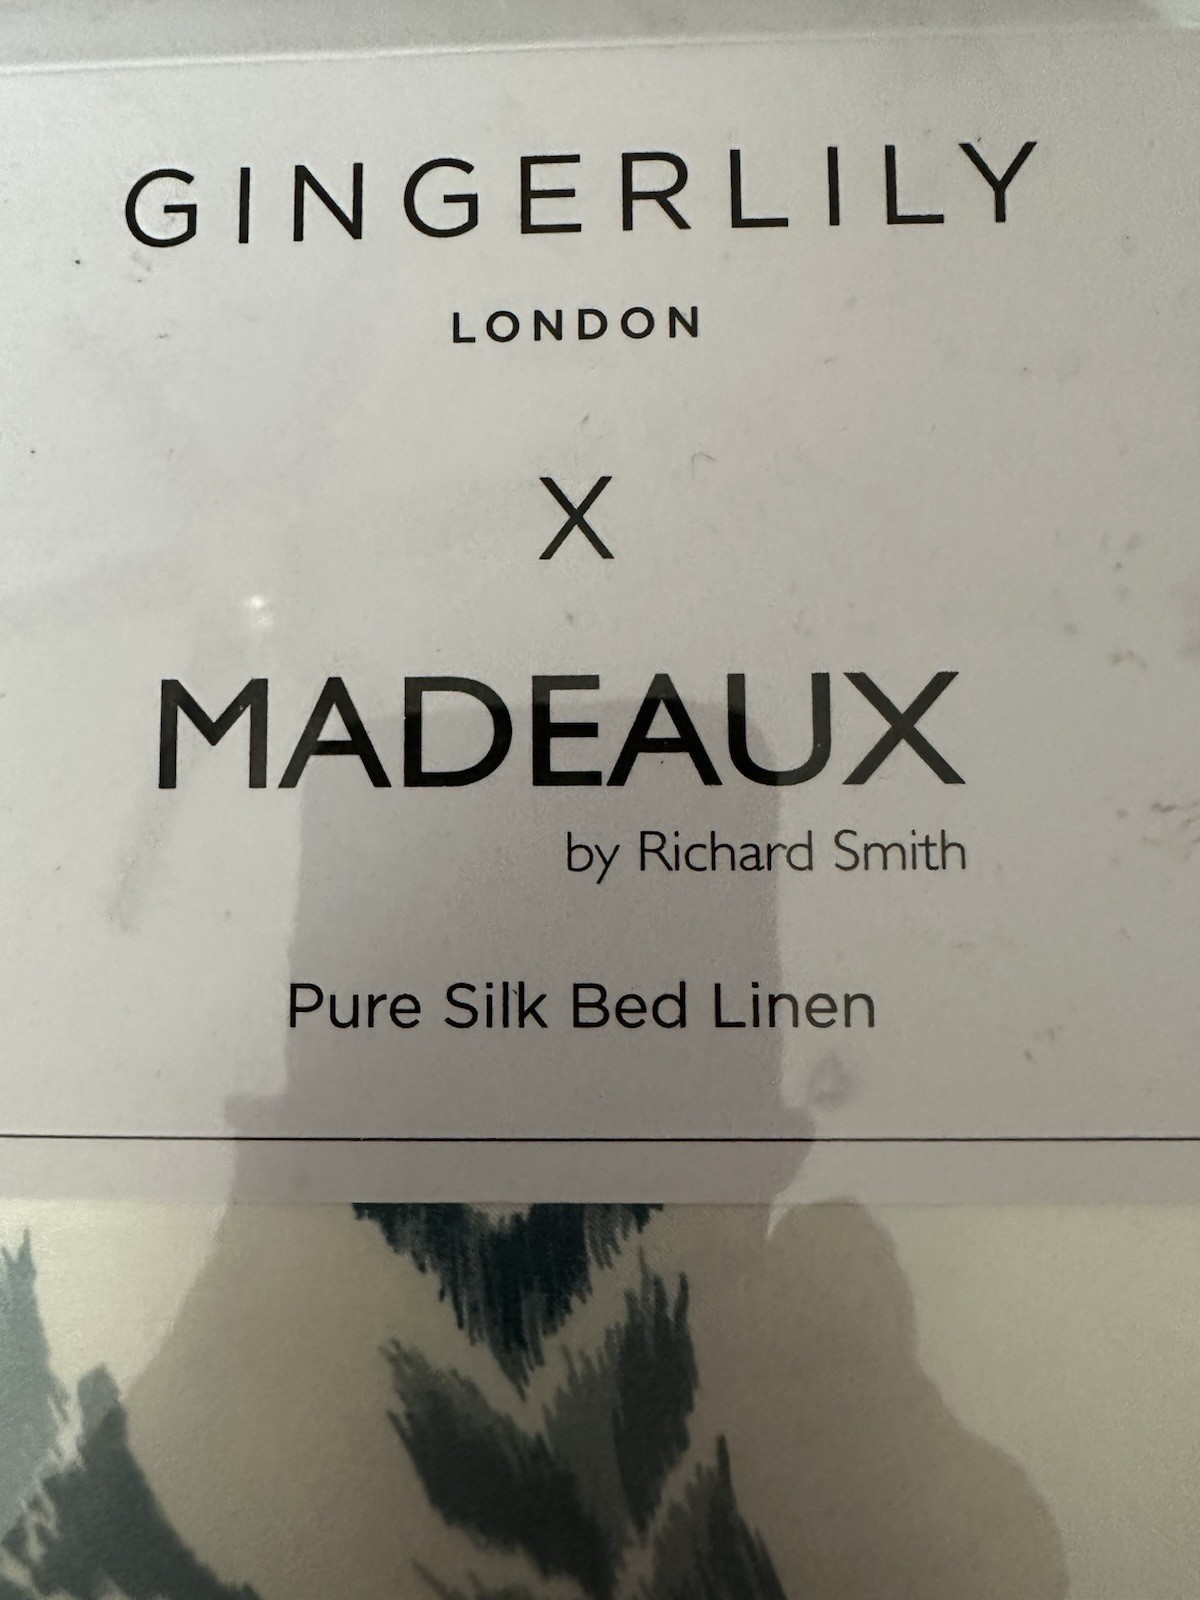 GINGERLILY
LONDON
X
MADEAUX
by Richard Smith
Pure Silk Bed Linen